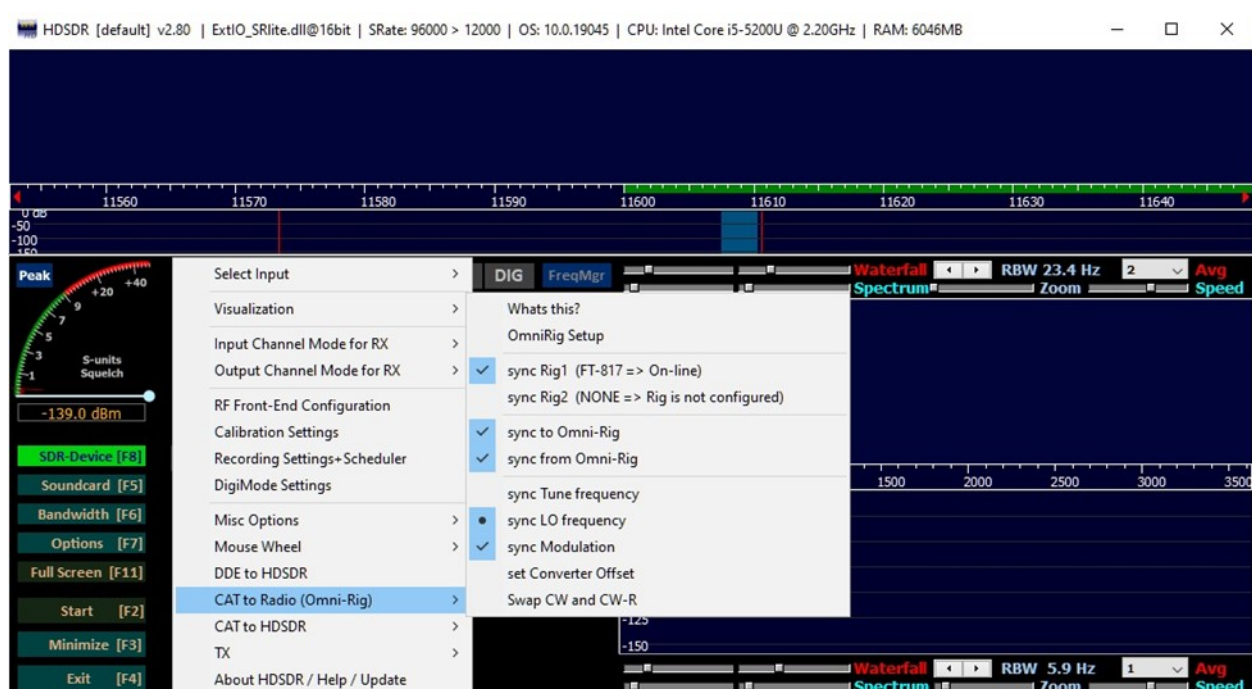 HDSDR [default] v2.80 | ExtIO_SRlite.dll@16bit | SRate: 96000 > 12000 | OS: 10.0.19045 | CPU: Intel Core i5-5200U @ 2.20GHz | RAM: 6046MB
11560 11570 11580 11590 11600 11610 11620 11630 11640
0 dB
-50
-100
-150
Peak
1 3 5 7 9 +20 +40
S-units
Squelch
-139.0 dBm
SDR-Device [F8]
Soundcard [F5]
Bandwidth [F6]
Options [F7]
Full Screen [F11]
Start [F2]
Minimize [F3]
Exit [F4]
Select Input
Visualization
Input Channel Mode for RX
Output Channel Mode for RX
RF Front-End Configuration
Calibration Settings
Recording Settings+Scheduler
DigiMode Settings
Misc Options
Mouse Wheel
DDE to HDSDR
CAT to Radio (Omni-Rig)
CAT to HDSDR
TX
About HDSDR / Help / Update
DIG FreqMgr
Whats this?
OmniRig Setup
sync Rig1 (FT-817 => On-line)
sync Rig2 (NONE => Rig is not configured)
sync to Omni-Rig
sync from Omni-Rig
sync Tune frequency
sync LO frequency
sync Modulation
set Converter Offset
Swap CW and CW-R
Waterfall RBW 23.4 Hz 2 Avg
Spectrum Zoom Speed
1500 2000 2500 3000 3500
-125
-150
Waterfall RBW 5.9 Hz 1 Avg
Spectrum Zoom Speed